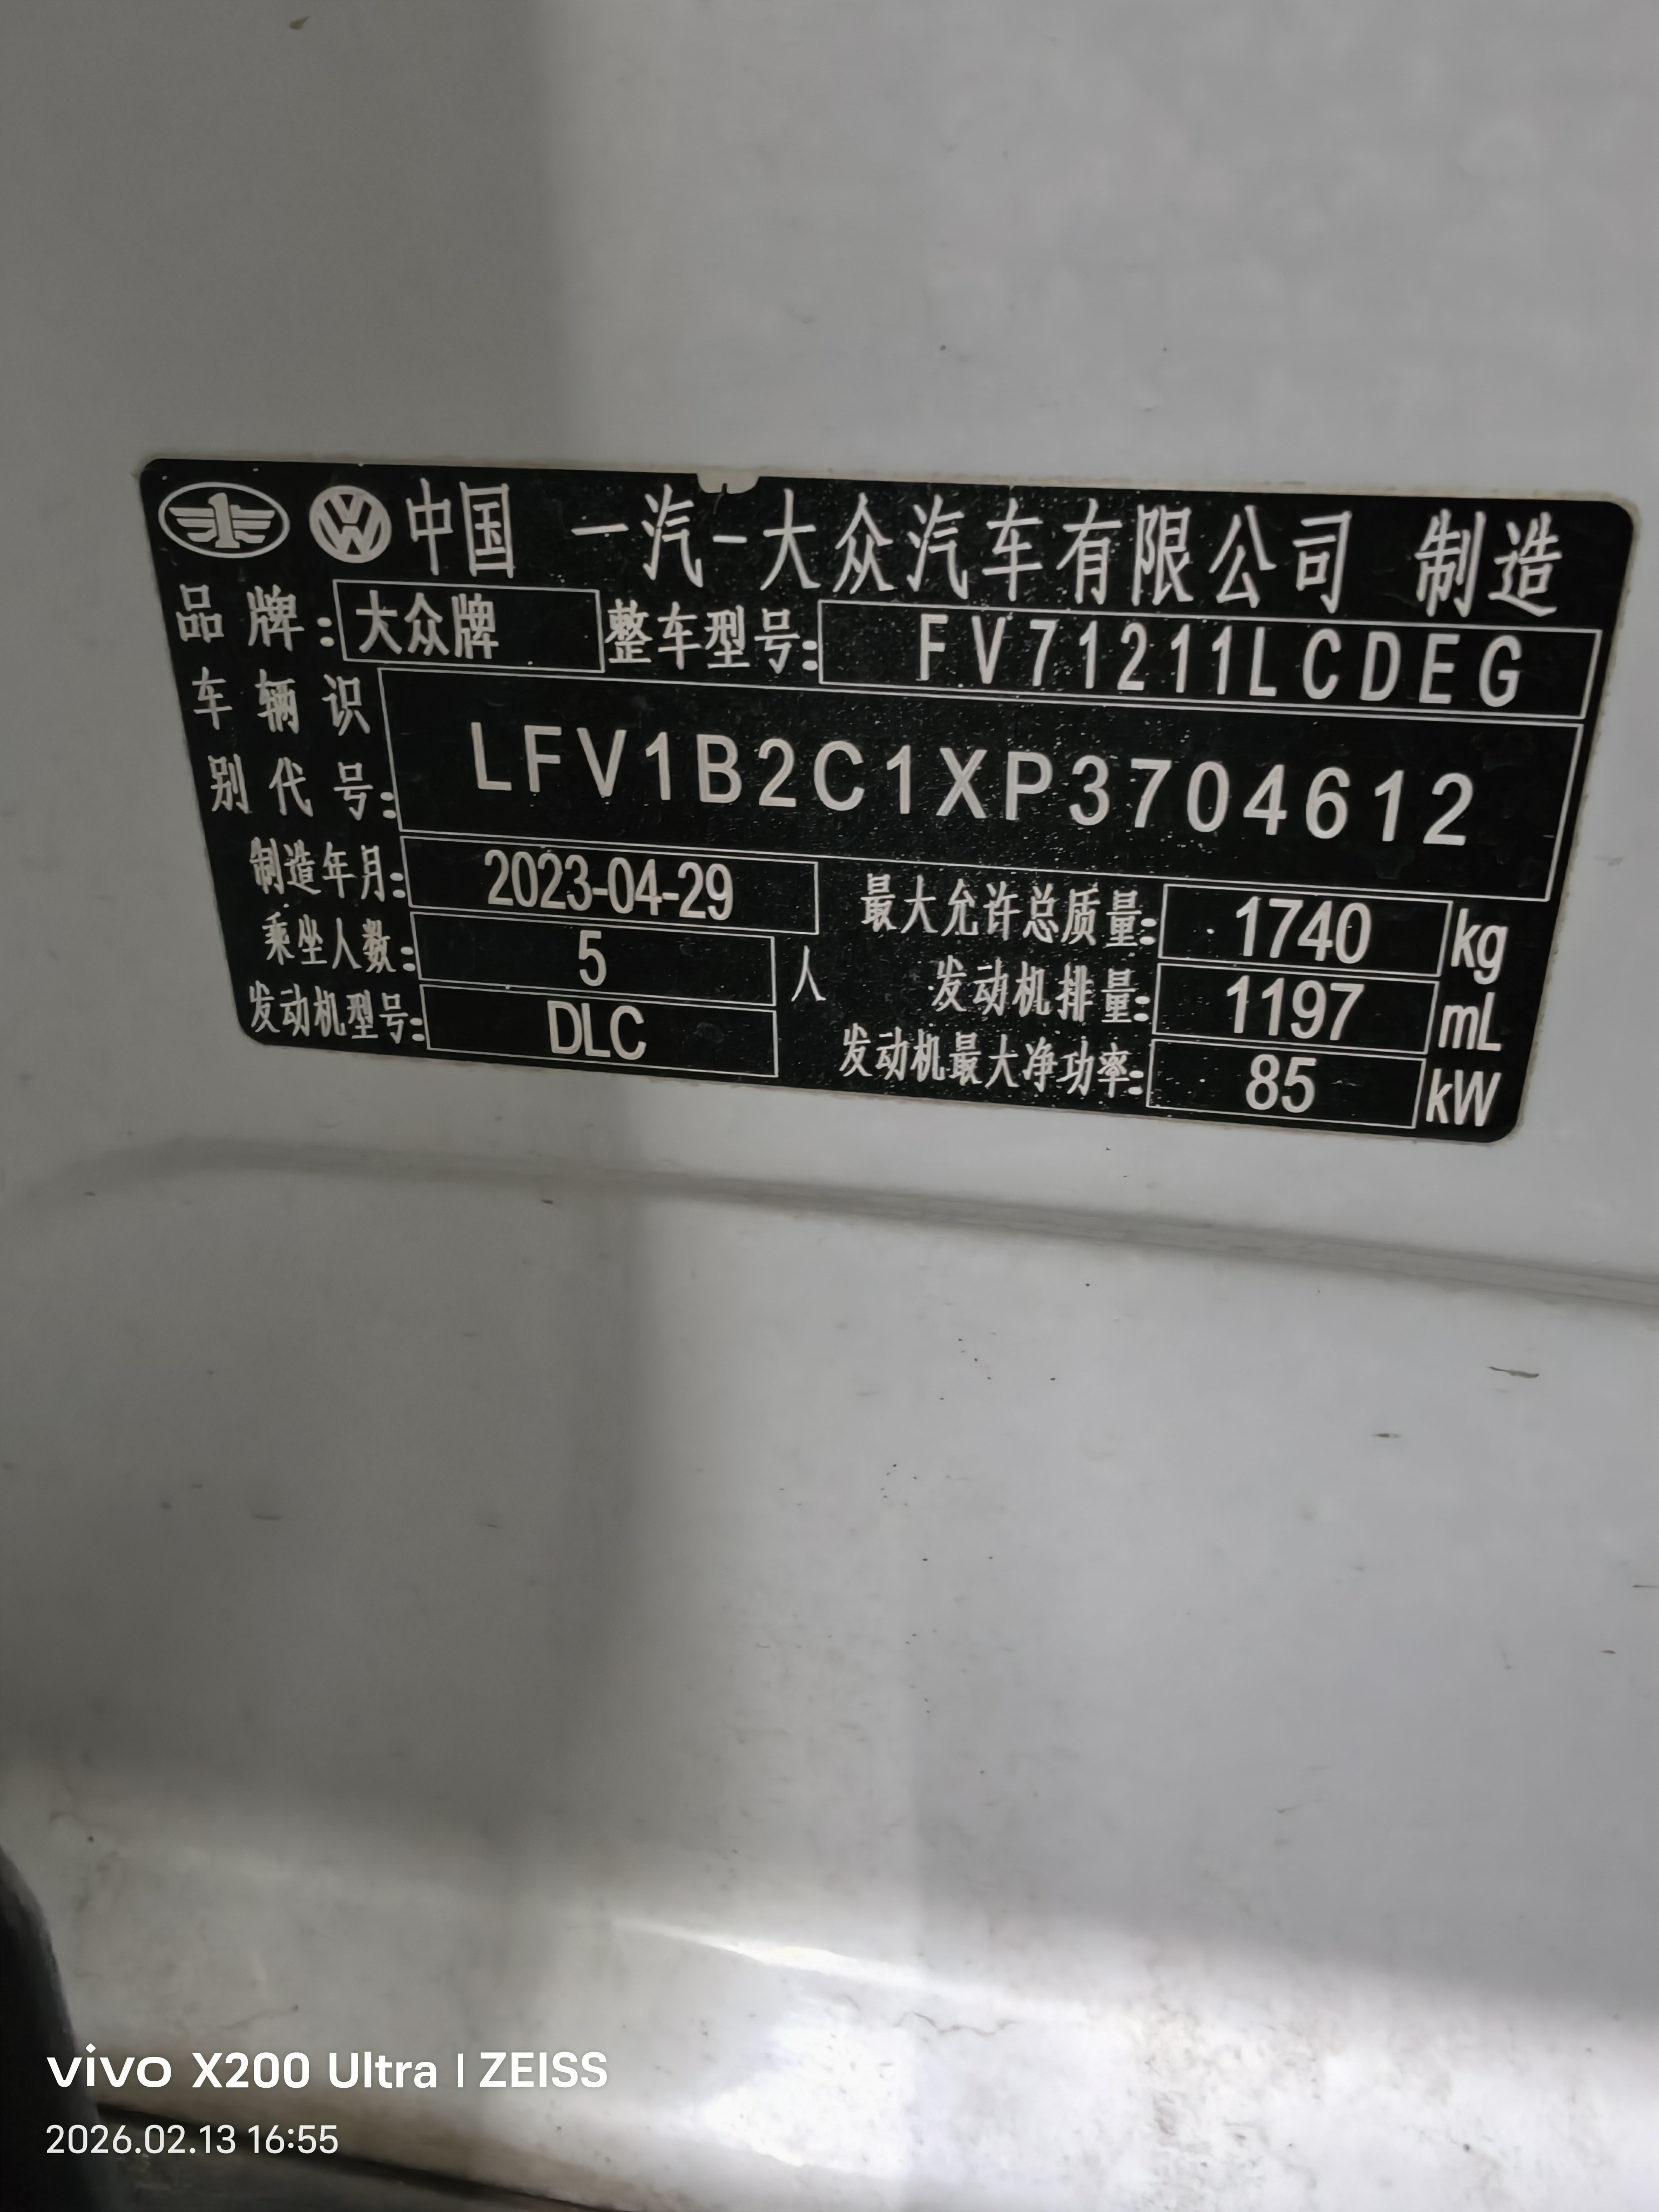 中国 一汽-大众汽车有限公司 制造
品牌: 大众牌 整车型号: FV71211LCDEG
车辆识
别代号: LFV1B2C1XP3704612
制造年月: 2023-04-29 最大允许总质量: 1740 kg
乘坐人数: 5 人 发动机排量: 1197 mL
发动机型号: DLC 发动机最大净功率: 85 kW
vivo X200 Ultra | ZEISS
2026.02.13 16:55